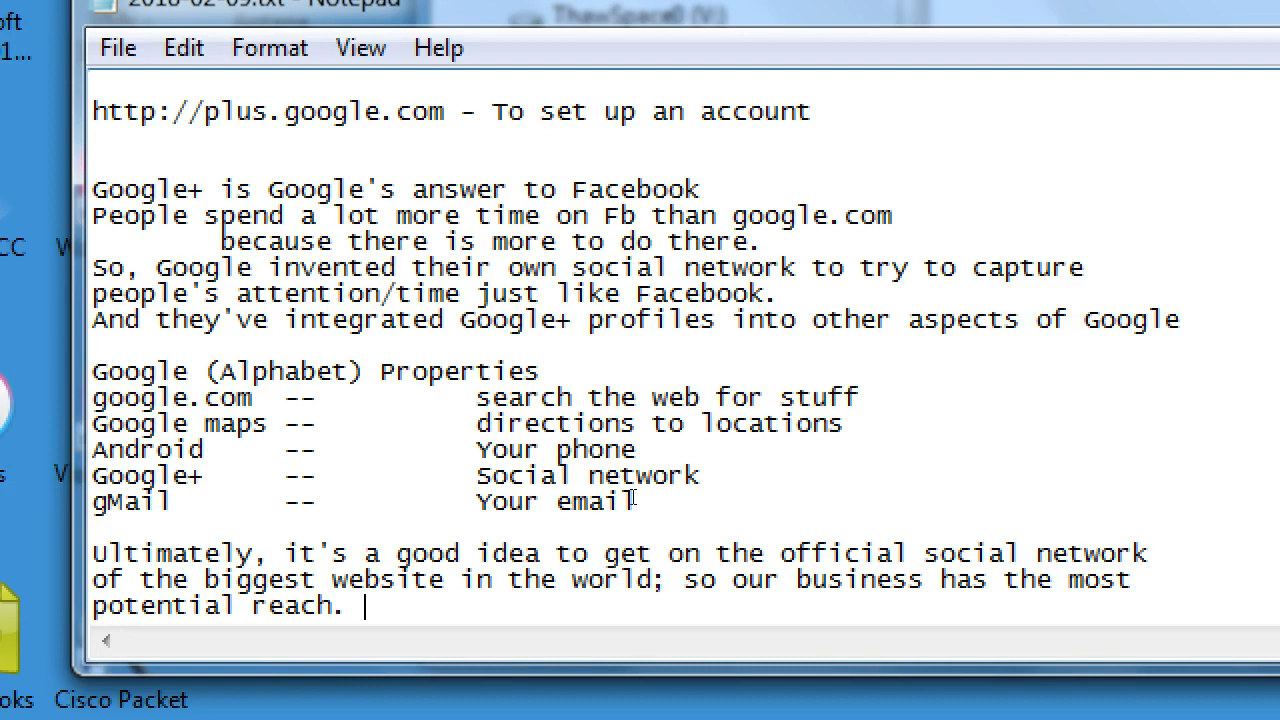 2018-02-09.txt - Notepad
ThawSpace0 (V:)
File Edit Format View Help
http://plus.google.com - To set up an account
Google+ is Google's answer to Facebook
People spend a lot more time on Fb than google.com
because there is more to do there.
So, Google invented their own social network to try to capture
people's attention/time just like Facebook.
And they've integrated Google+ profiles into other aspects of Google
Google (Alphabet) Properties
google.com -- search the web for stuff
Google maps -- directions to locations
Android -- Your phone
Google+ -- Social network
gMail -- Your email
Ultimately, it's a good idea to get on the official social network
of the biggest website in the world; so our business has the most
potential reach.
Cisco Packet